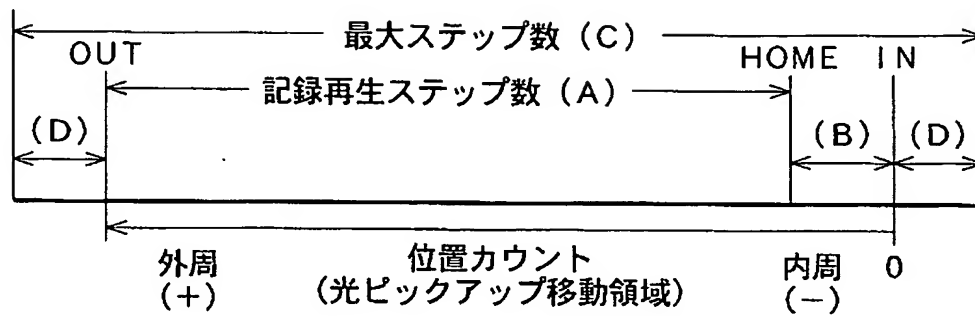 最大ステップ数（C）
OUT HOME IN
記録再生ステップ数（A）
（D） （B） （D）
外周 位置カウント 内周 0
（＋） （光ピックアップ移動領域） （－）